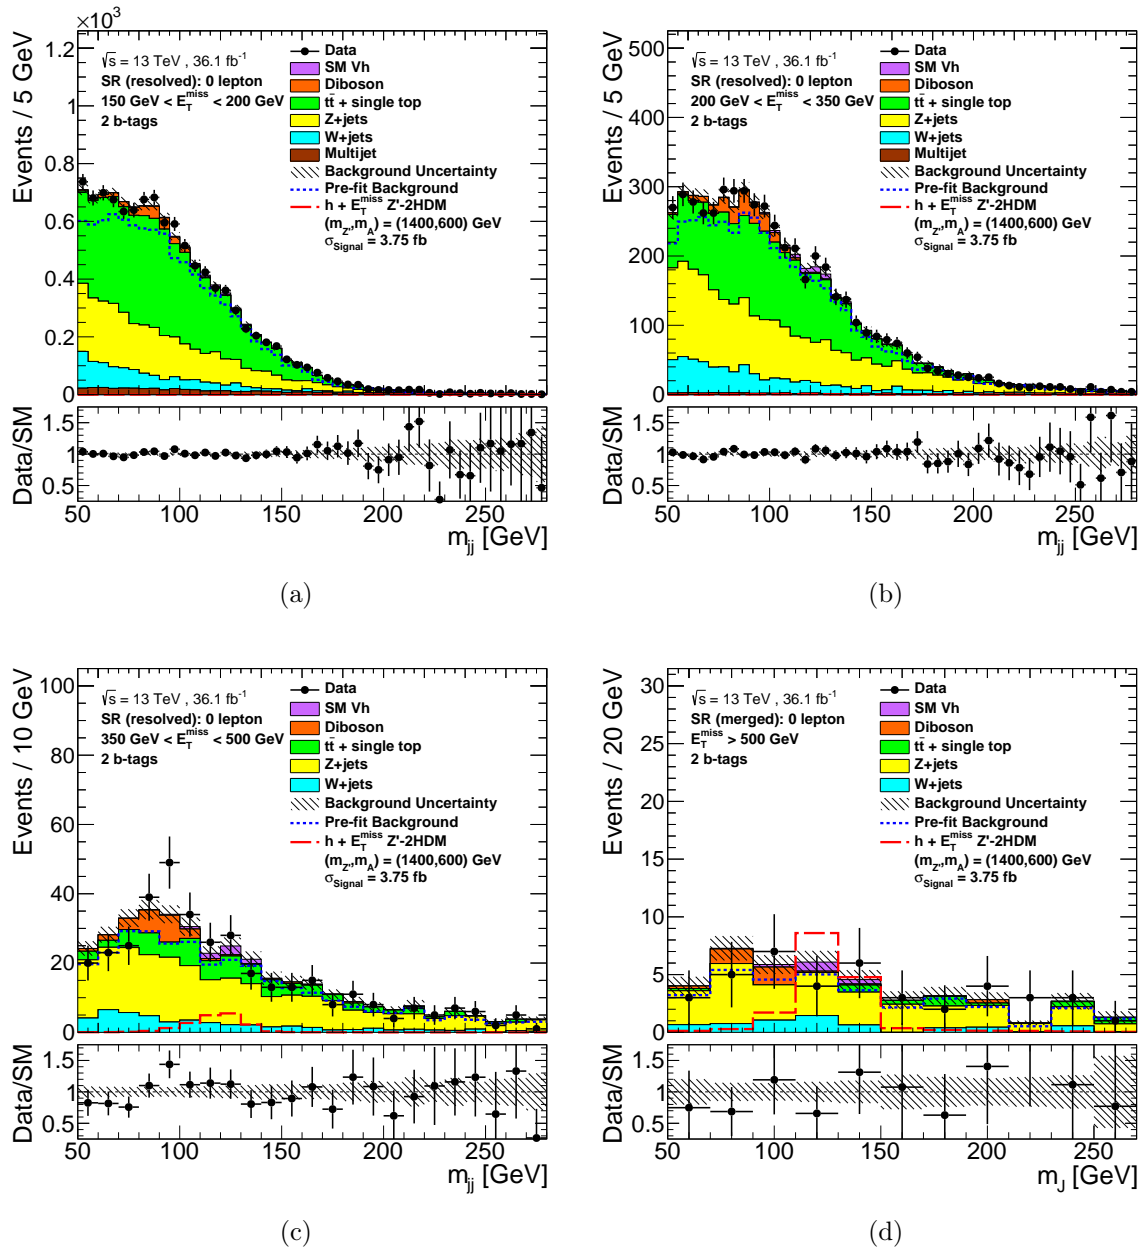 ×10³
Events / 5 GeV
1.2
1
0.8
0.6
0.4
0.2
0
√s = 13 TeV , 36.1 fb⁻¹
SR (resolved): 0 lepton
150 GeV < E_T^miss < 200 GeV
2 b-tags
Data
SM Vh
Diboson
tt̄ + single top
Z+jets
W+jets
Multijet
Background Uncertainty
Pre-fit Background
h + E_T^miss Z'-2HDM
(m_Z', m_A) = (1400,600) GeV
σ_Signal = 3.75 fb
Data/SM
1.5
1
0.5
50 100 150 200 250
m_jj [GeV]
(a)
Events / 5 GeV
500
400
300
200
100
0
√s = 13 TeV , 36.1 fb⁻¹
SR (resolved): 0 lepton
200 GeV < E_T^miss < 350 GeV
2 b-tags
Data
SM Vh
Diboson
tt̄ + single top
Z+jets
W+jets
Multijet
Background Uncertainty
Pre-fit Background
h + E_T^miss Z'-2HDM
(m_Z', m_A) = (1400,600) GeV
σ_Signal = 3.75 fb
Data/SM
1.5
1
0.5
50 100 150 200 250
m_jj [GeV]
(b)
Events / 10 GeV
100
80
60
40
20
0
√s = 13 TeV , 36.1 fb⁻¹
SR (resolved): 0 lepton
350 GeV < E_T^miss < 500 GeV
2 b-tags
Data
SM Vh
Diboson
tt̄ + single top
Z+jets
W+jets
Background Uncertainty
Pre-fit Background
h + E_T^miss Z'-2HDM
(m_Z', m_A) = (1400,600) GeV
σ_Signal = 3.75 fb
Data/SM
1.5
1
0.5
50 100 150 200 250
m_jj [GeV]
(c)
Events / 20 GeV
30
25
20
15
10
5
0
√s = 13 TeV , 36.1 fb⁻¹
SR (merged): 0 lepton
E_T^miss > 500 GeV
2 b-tags
Data
SM Vh
Diboson
tt̄ + single top
Z+jets
W+jets
Background Uncertainty
Pre-fit Background
h + E_T^miss Z'-2HDM
(m_Z', m_A) = (1400,600) GeV
σ_Signal = 3.75 fb
Data/SM
1.5
1
0.5
50 100 150 200 250
m_J [GeV]
(d)